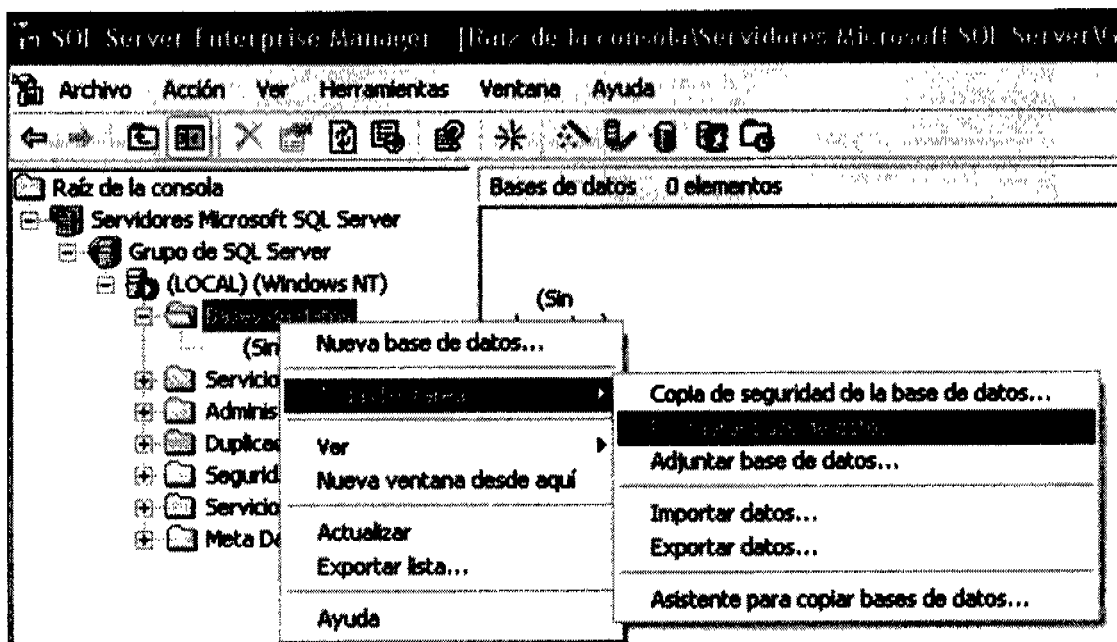 SQL Server Enterprise Manager - [Raíz de la consola\Servidores Microsoft SQL Server\G
Archivo Acción Ver Herramientas Ventana Ayuda
Raíz de la consola
Bases de datos 0 elementos
Servidores Microsoft SQL Server
Grupo de SQL Server
(LOCAL) (Windows NT)
Bases de datos
(Sin
(Sin
Servicio
Adminis
Duplicac
Segurid
Servicio
Meta Da
Nueva base de datos...
Ver
Nueva ventana desde aquí
Actualizar
Exportar lista...
Ayuda
Copia de seguridad de la base de datos...
Adjuntar base de datos...
Importar datos...
Exportar datos...
Asistente para copiar bases de datos...